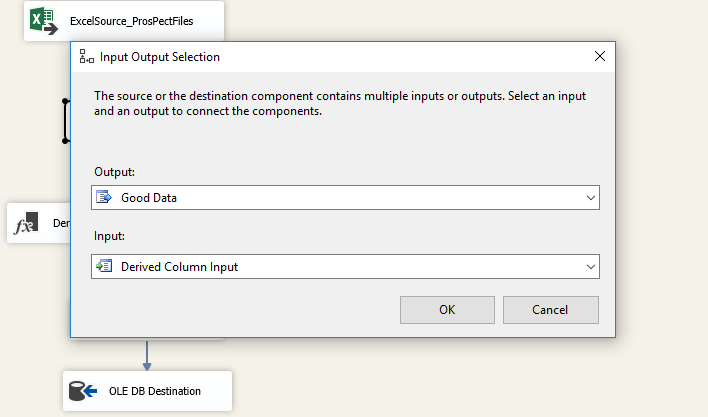 ExcelSource_ProsPectFiles
Input Output Selection
The source or the destination component contains multiple inputs or outputs. Select an input
and an output to connect the components.
Output:
Good Data
Der
Input:
Derived Column Input
OK Cancel
OLE DB Destination